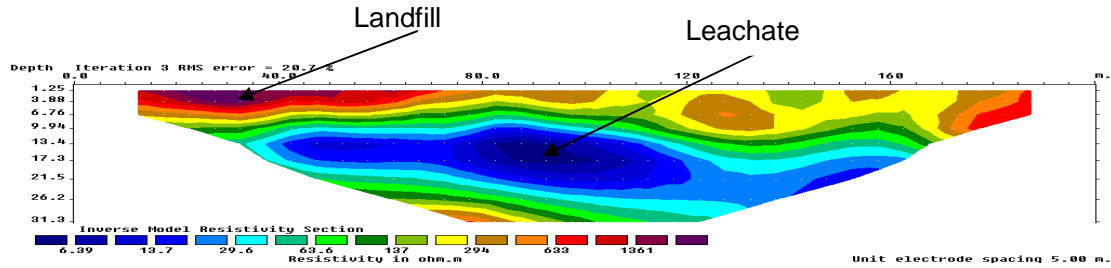 Landfill
Leachate
Depth Iteration 3 RMS error = 20.7 %
0.0 40.0 80.0 120 160 m.
1.25
3.88
6.76
9.94
13.4
17.3
21.5
26.2
31.3
Inverse Model Resistivity Section
6.39 13.7 29.6 63.6 137 294 633 1361
Resistivity in ohm.m
Unit electrode spacing 5.00 m.